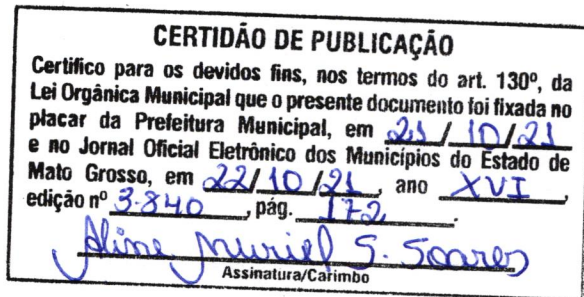 CERTIDÃO DE PUBLICAÇÃO
Certifico para os devidos fins, nos termos do art. 130º, da
Lei Orgânica Municipal que o presente documento foi fixada no
placar da Prefeitura Municipal, em 21/10/21
e no Jornal Oficial Eletrônico dos Municípios do Estado de
Mato Grosso, em 22/10/21, ano XVI,
edição nº 3.840, pág. 172.
Aline Muriel S. Soares
Assinatura/Carimbo